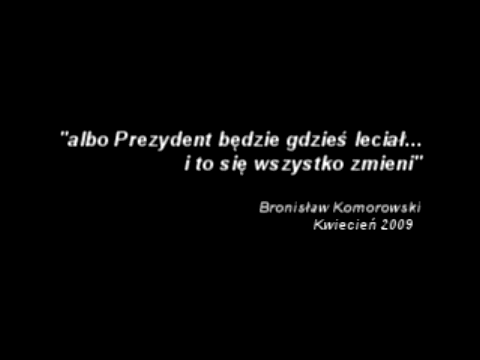 "albo Prezydent będzie gdzieś leciał...
i to się wszystko zmieni"
Bronisław Komorowski
Kwiecień 2009